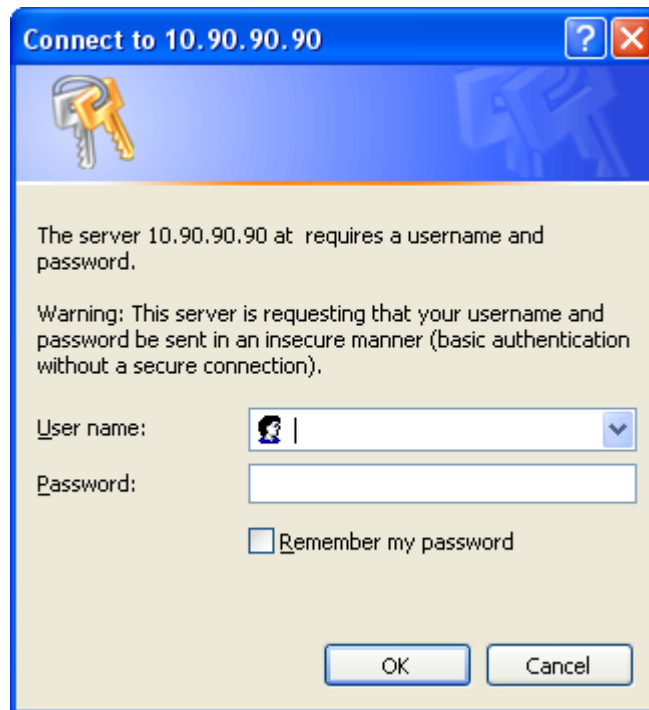 Connect to 10.90.90.90
The server 10.90.90.90 at  requires a username and
password.
Warning: This server is requesting that your username and
password be sent in an insecure manner (basic authentication
without a secure connection).
User name:
Password:
Remember my password
OK Cancel